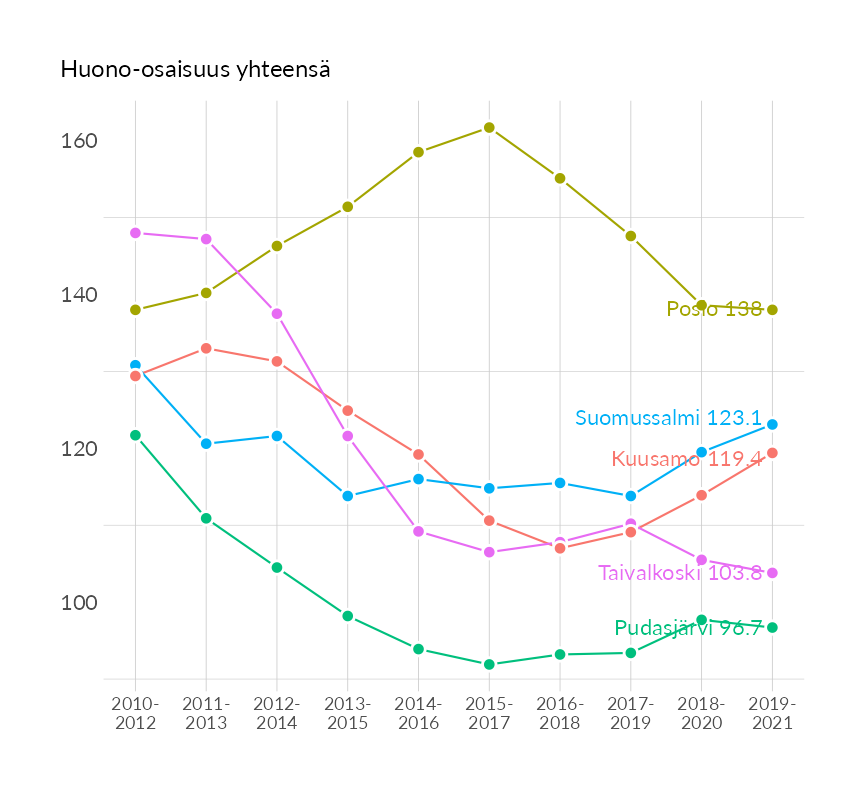 Huono-osaisuus yhteensä
160
140
120
100
Posio 138
Suomussalmi 123.1
Kuusamo 119.4
Taivalkoski 103.8
Pudasjärvi 96.7
2010- 2011- 2012- 2013- 2014- 2015- 2016- 2017- 2018- 2019-
2012 2013 2014 2015 2016 2017 2018 2019 2020 2021